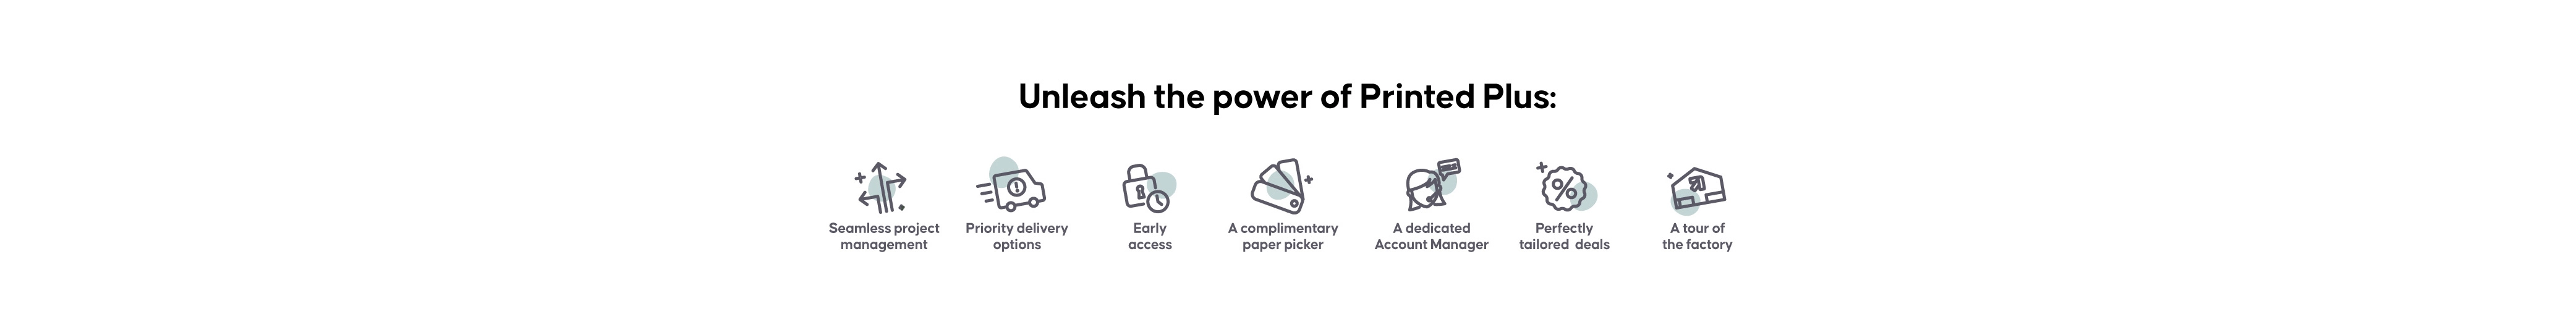 Unleash the power of Printed Plus:
Seamless project
management
Priority delivery
options
Early
access
A complimentary
paper picker
A dedicated
Account Manager
Perfectly
tailored deals
A tour of
the factory